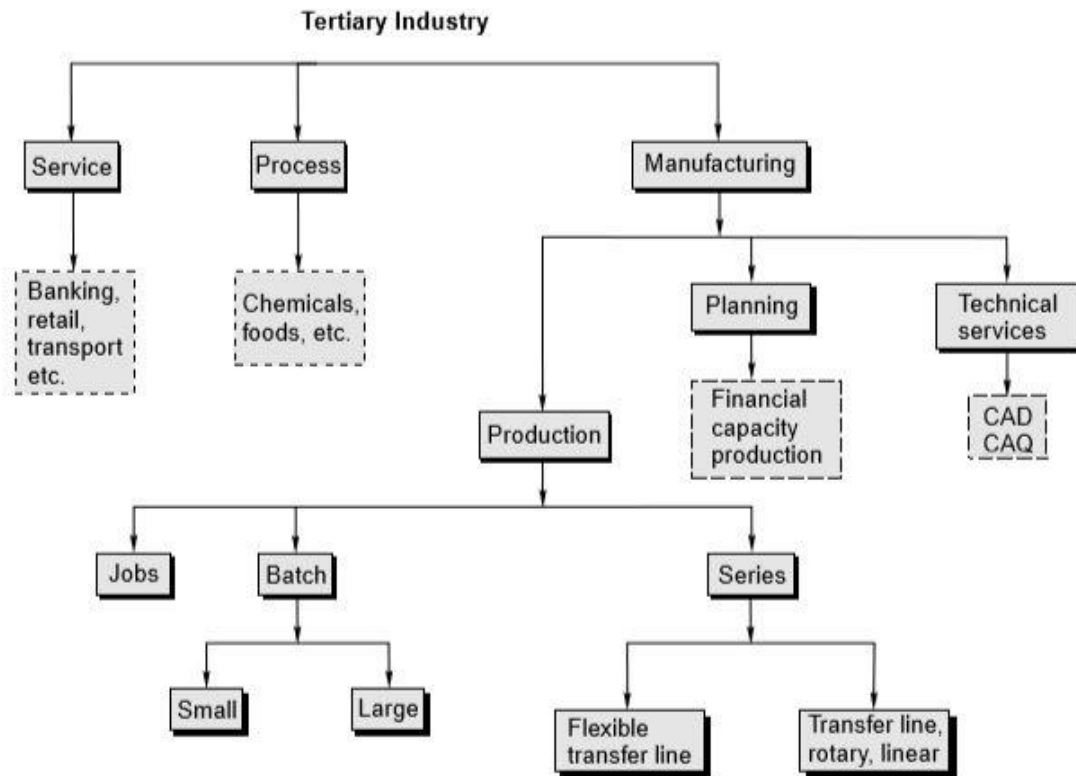 Tertiary Industry
Service
Process
Manufacturing
Banking,
retail,
transport
etc.
Chemicals,
foods, etc.
Planning
Technical
services
Financial
capacity
production
CAD
CAQ
Production
Jobs
Batch
Series
Small
Large
Flexible
transfer line
Transfer line,
rotary, linear